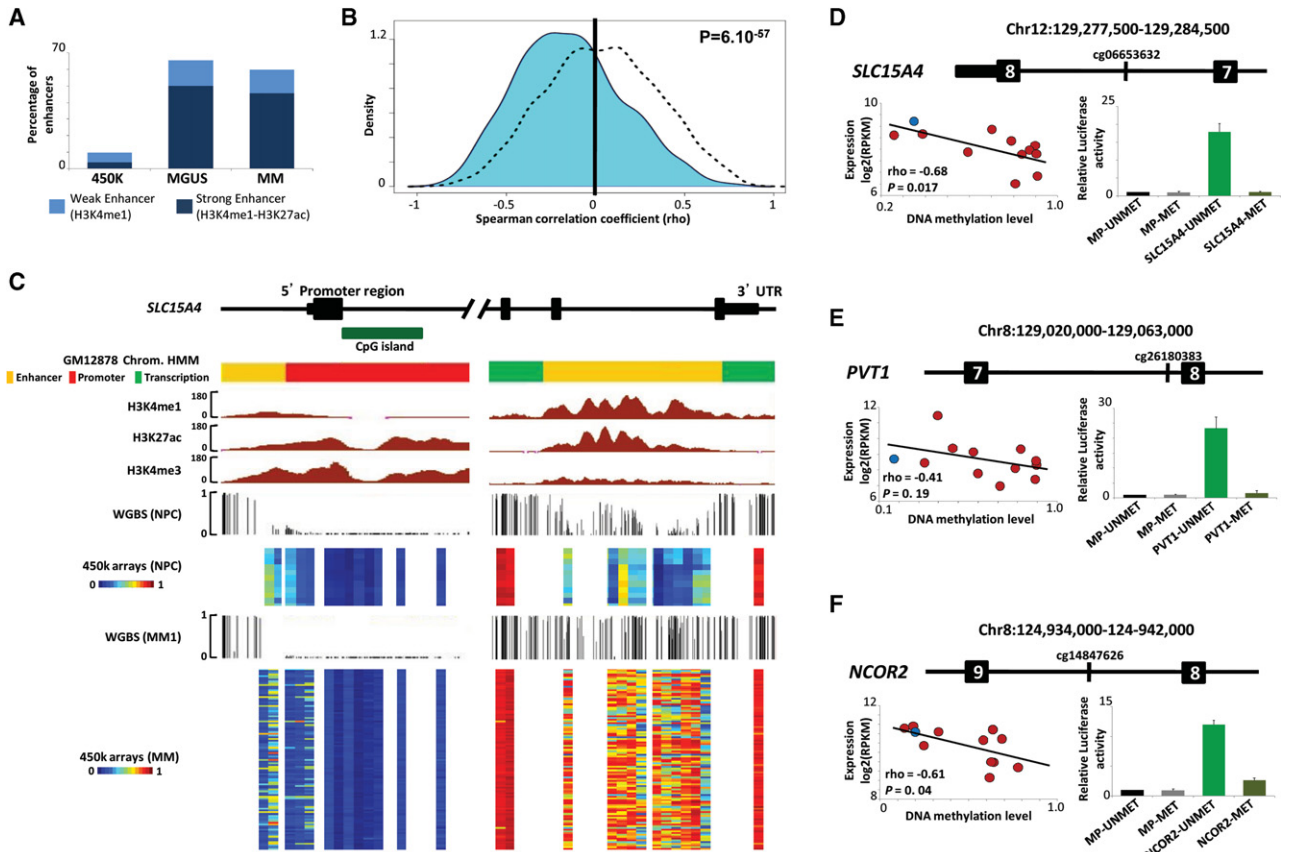 A
70
Percentage of
enhancers
0
450K
MGUS
MM
Weak Enhancer
(H3K4me1)
Strong Enhancer
(H3K4me1-H3K27ac)
B
P=6.10-57
1.2
Density
0
-1
-0.5
0
0.5
1
Spearman correlation coefficient (rho)
C
5' Promoter region
3' UTR
SLC15A4
CpG island
GM12878 Chrom. HMM
Enhancer
Promoter
Transcription
H3K4me1
180
0
H3K27ac
180
0
H3K4me3
180
0
WGBS (NPC)
1
0
450k arrays (NPC)
0
1
WGBS (MM1)
1
0
450k arrays (MM)
0
1
D
Chr12:129,277,500-129,284,500
cg06653632
SLC15A4
8
7
10
Expression
log2(RPKM)
6
rho = -0.68
P = 0.017
0.2
1.0
DNA methylation level
25
Relative Luciferase
activity
0
MP-UNMET
MP-MET
SLC15A4-UNMET
SLC15A4-MET
E
Chr8:129,020,000-129,063,000
cg26180383
PVT1
7
8
12
Expression
log2(RPKM)
6
rho = -0.41
P = 0. 19
0.1
1.0
DNA methylation level
30
Relative Luciferase
activity
0
MP-UNMET
MP-MET
PVT1-UNMET
PVT1-MET
F
Chr8:124,934,000-124-942,000
cg14847626
NCOR2
9
8
12
Expression
log2(RPKM)
8
rho = -0.61
P = 0. 04
0
1.0
DNA methylation level
15
Relative Luciferase
activity
0
MP-UNMET
MP-MET
NCOR2-UNMET
NCOR2-MET